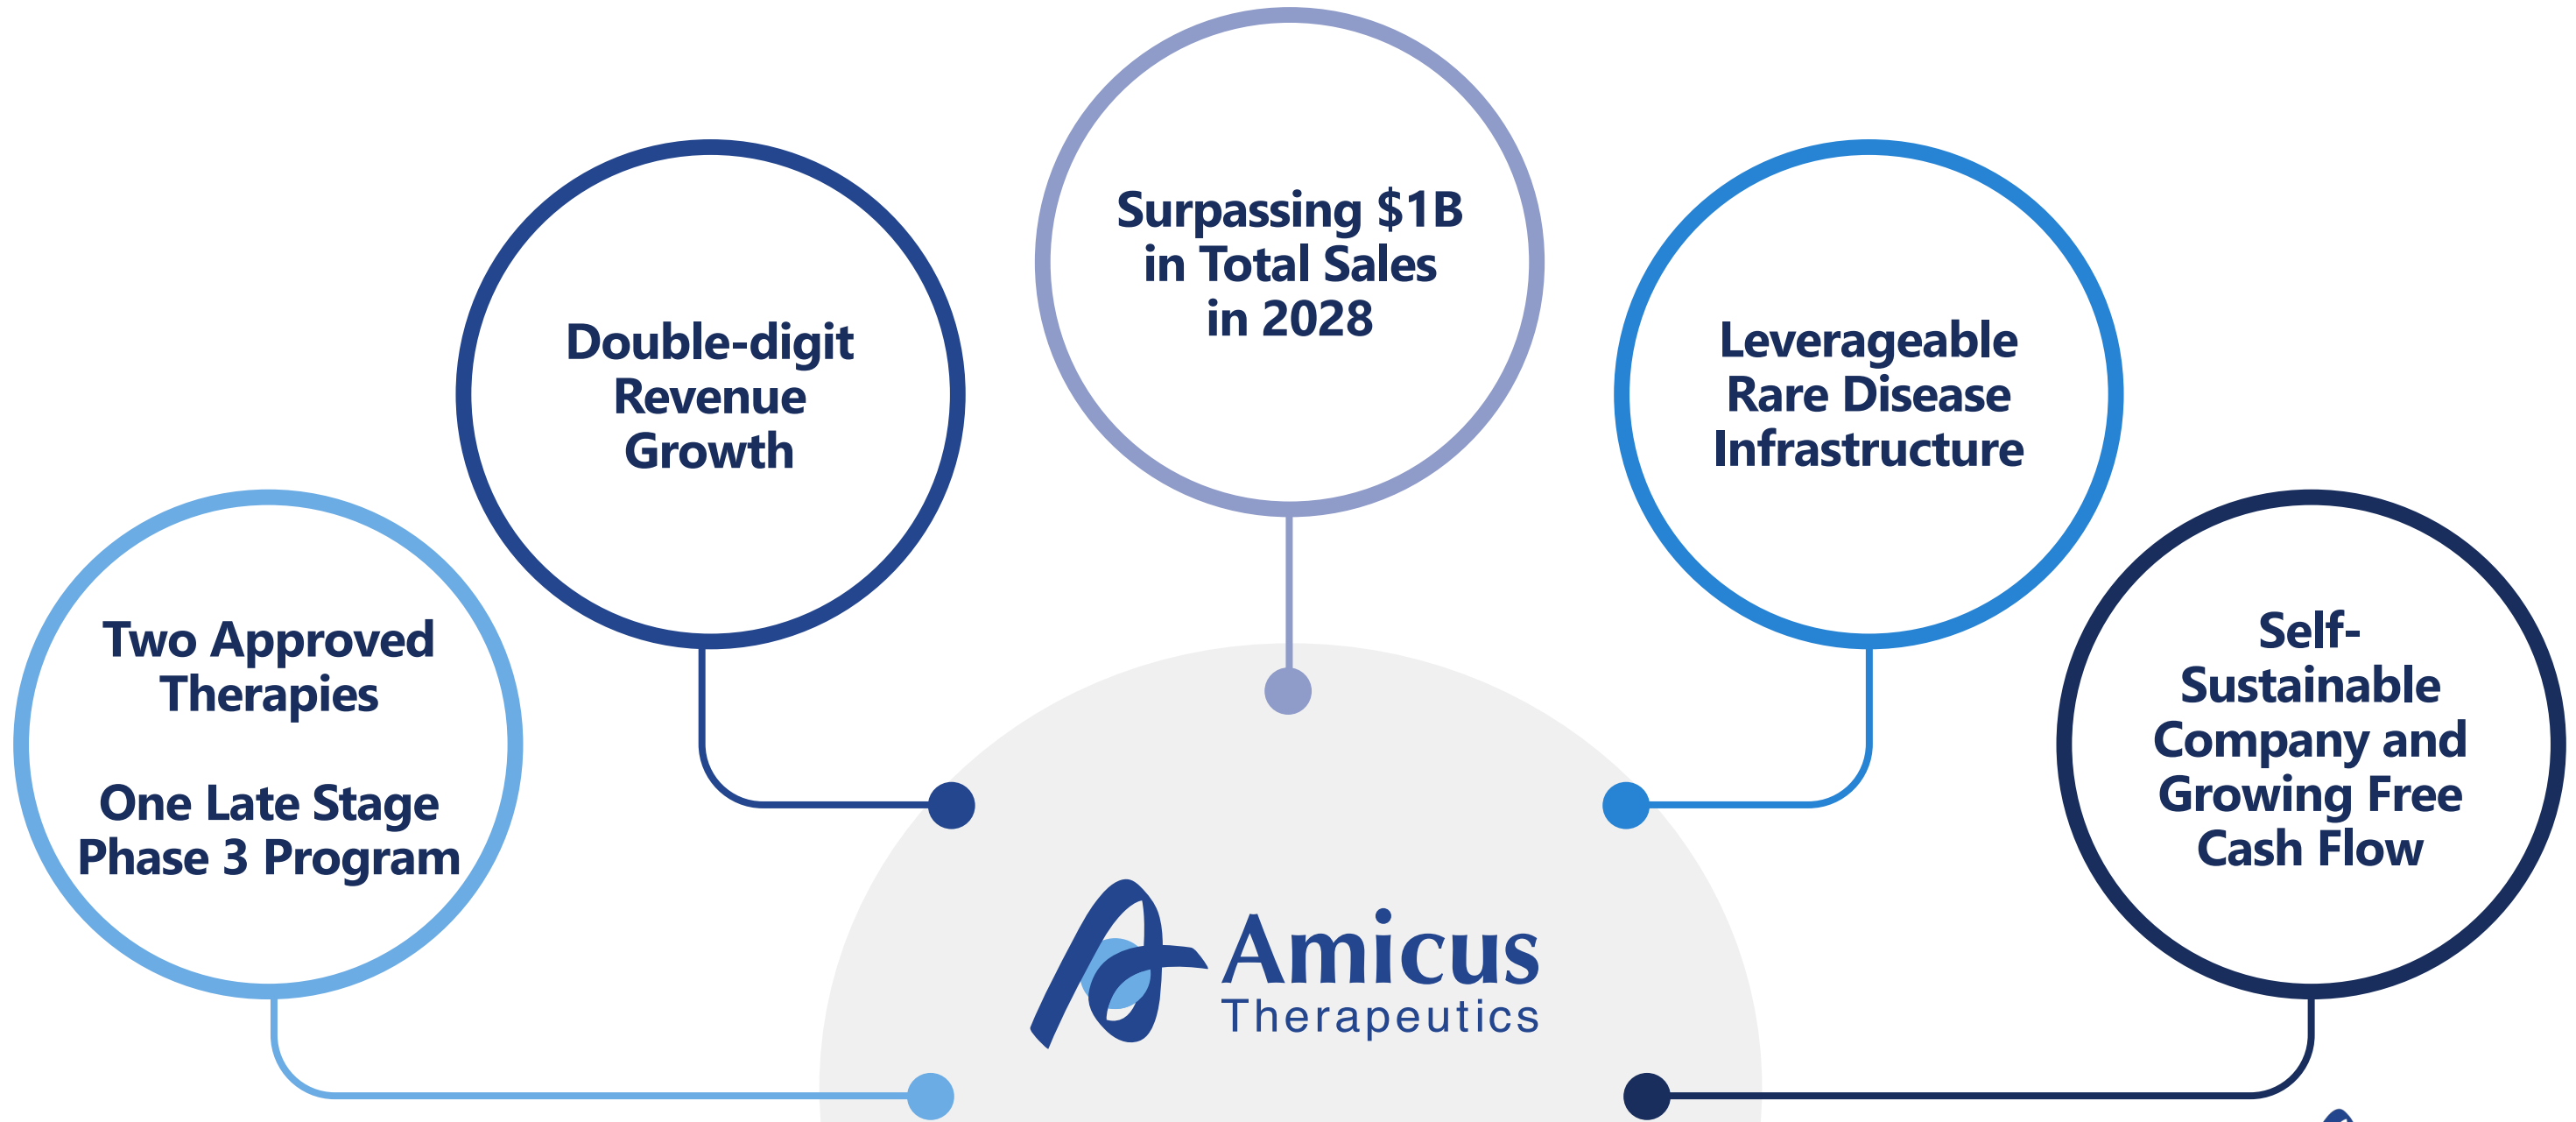 Two Approved
Therapies
One Late Stage
Phase 3 Program
Double-digit
Revenue
Growth
Surpassing $1B
in Total Sales
in 2028
Leverageable
Rare Disease
Infrastructure
Self-
Sustainable
Company and
Growing Free
Cash Flow
Amicus
Therapeutics